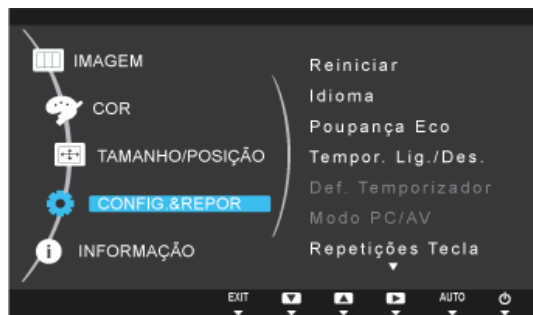 IMAGEM
COR
TAMANHO/POSIÇÃO
CONFIG.&REPOR
INFORMAÇÃO
Reiniciar
Idioma
Poupança Eco
Tempor. Lig./Des.
Def. Temporizador
Modo PC/AV
Repetições Tecla
EXIT AUTO